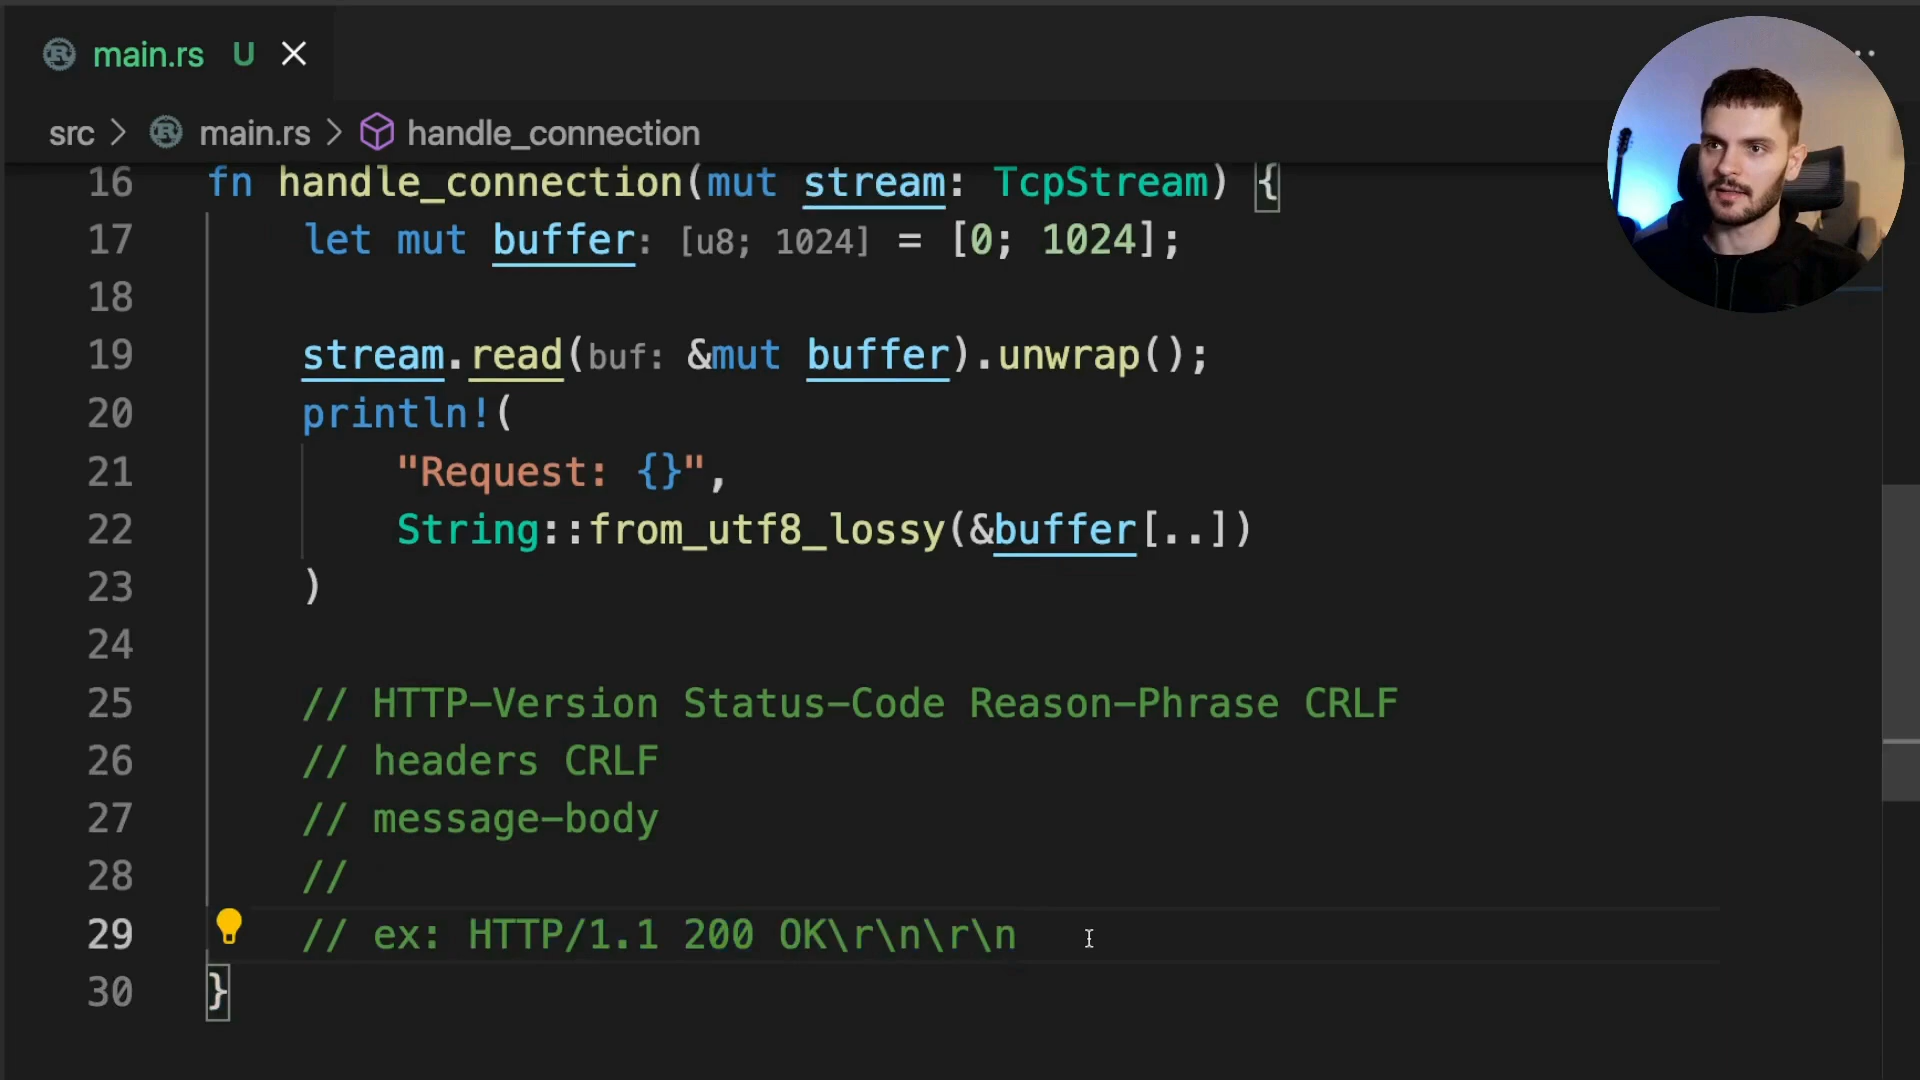 main.rs U
src > main.rs > handle_connection
16 fn handle_connection(mut stream: TcpStream) {
17 let mut buffer: [u8; 1024] = [0; 1024];
18
19 stream.read(buf: &mut buffer).unwrap();
20 println!(
21 "Request: {}",
22 String::from_utf8_lossy(&buffer[..])
23 )
24
25 // HTTP-Version Status-Code Reason-Phrase CRLF
26 // headers CRLF
27 // message-body
28 //
29 // ex: HTTP/1.1 200 OK\r\n\r\n
30 }